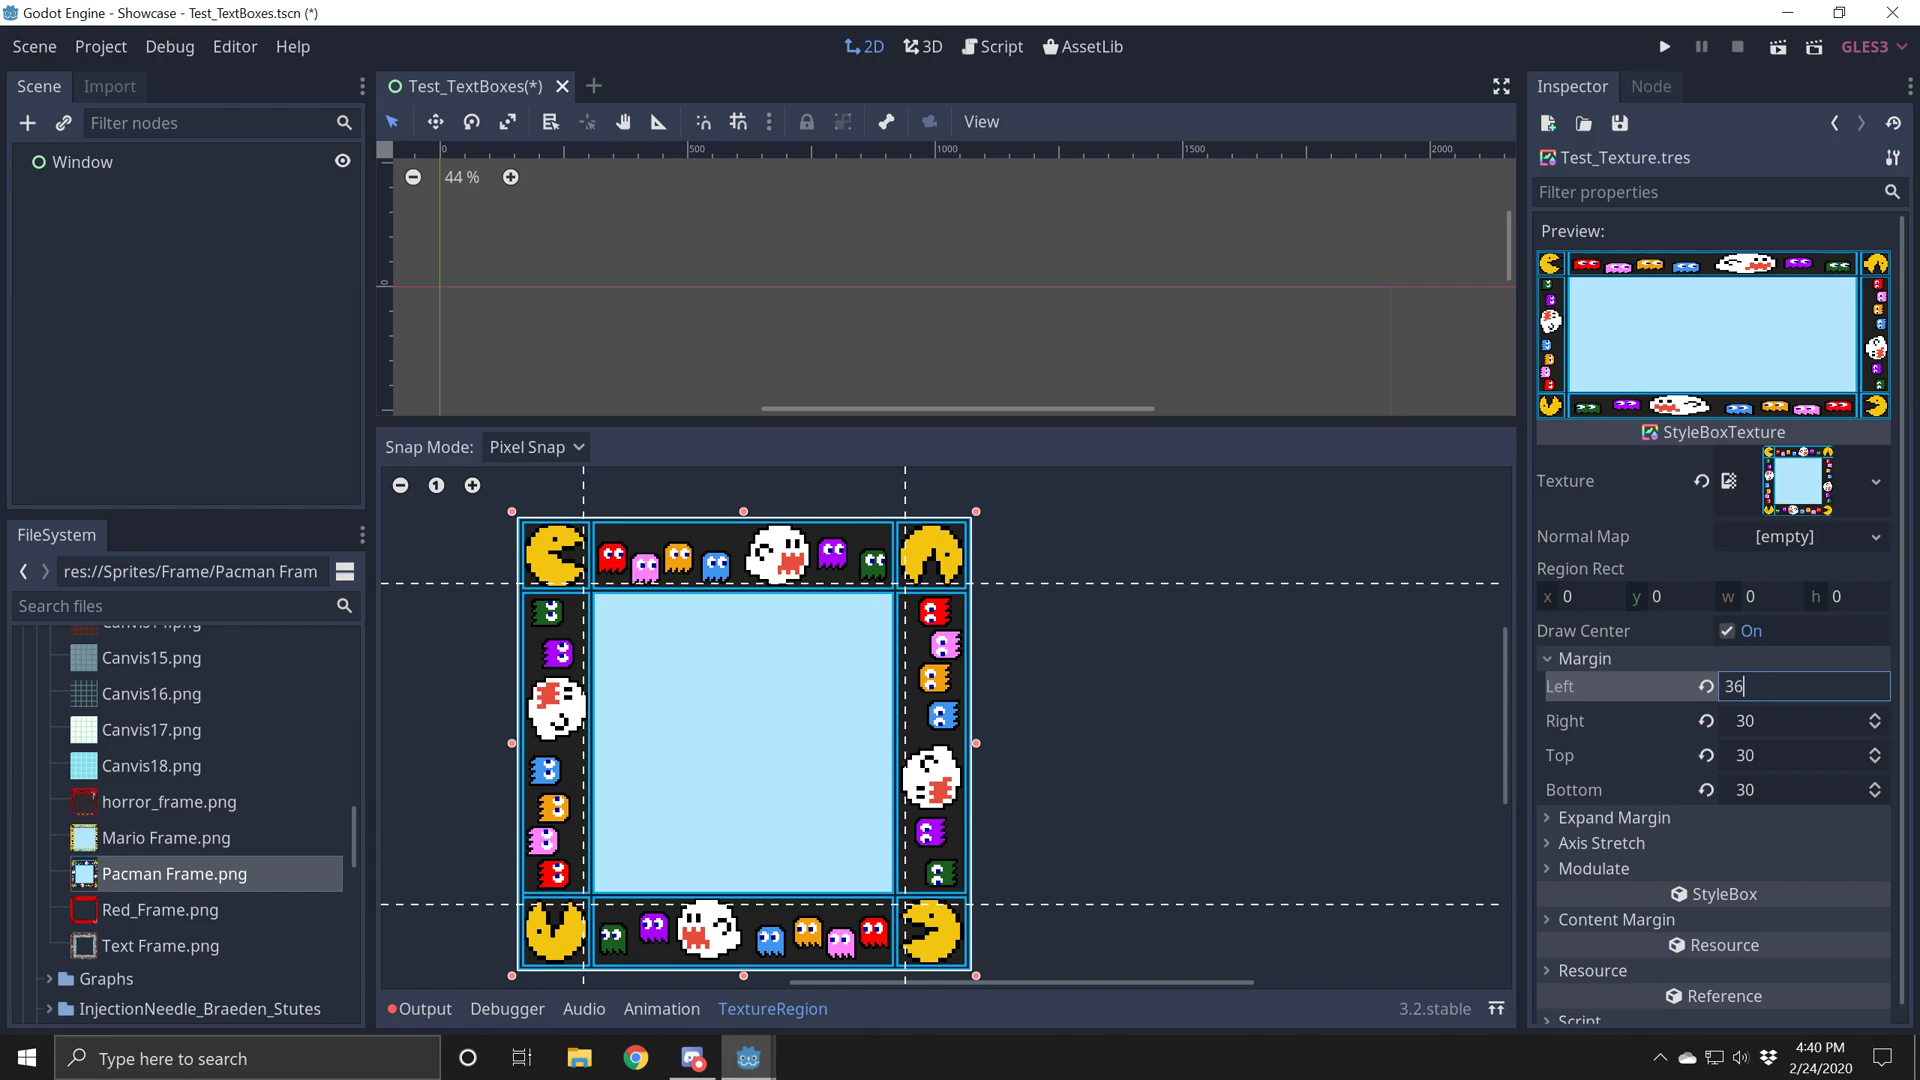 Godot Engine - Showcase - Test_TextBoxes.tscn (*)
Scene Project Debug Editor Help
2D 3D Script AssetLib
GLES3
Scene Import
Test_TextBoxes(*)
Inspector Node
Filter nodes
View
Window
0 500 1000 1500 2000
44 %
0
Test_Texture.tres
Filter properties
Preview:
StyleBoxTexture
Snap Mode: Pixel Snap
Texture
Normal Map [empty]
Region Rect
x 0 y 0 w 0 h 0
Draw Center On
Margin
Left 36
Right 30
Top 30
Bottom 30
Expand Margin
Axis Stretch
Modulate
StyleBox
Content Margin
Resource
Resource
Reference
Script
FileSystem
res://Sprites/Frame/Pacman Fram
Search files
Canvis14.png
Canvis15.png
Canvis16.png
Canvis17.png
Canvis18.png
horror_frame.png
Mario Frame.png
Pacman Frame.png
Red_Frame.png
Text Frame.png
Graphs
InjectionNeedle_Braeden_Stutes
Output Debugger Audio Animation TextureRegion
3.2.stable
Type here to search
4:40 PM
2/24/2020